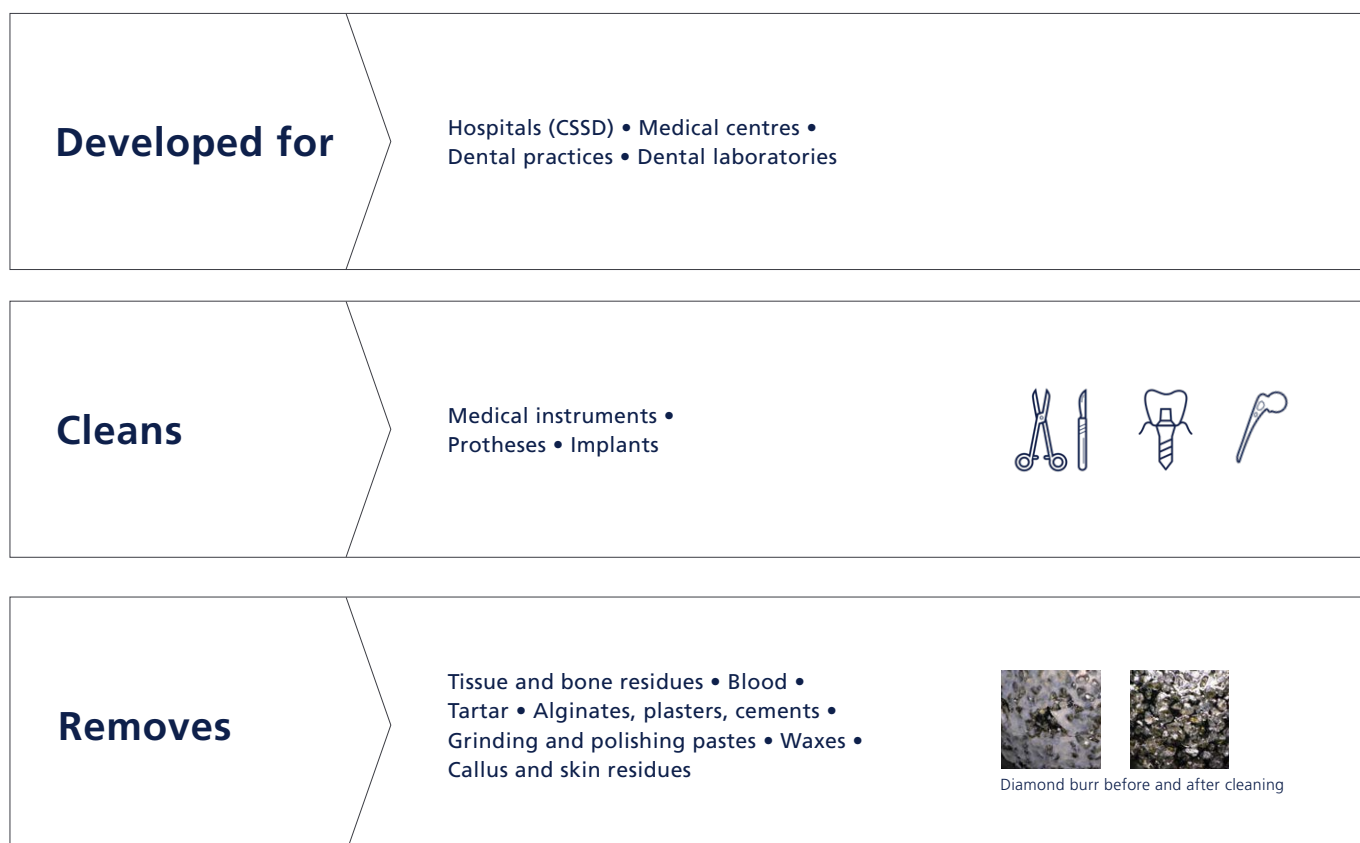 Developed for
Hospitals (CSSD) • Medical centres •
Dental practices • Dental laboratories
Cleans
Medical instruments •
Protheses • Implants
Removes
Tissue and bone residues • Blood •
Tartar • Alginates, plasters, cements •
Grinding and polishing pastes • Waxes •
Callus and skin residues
Diamond burr before and after cleaning